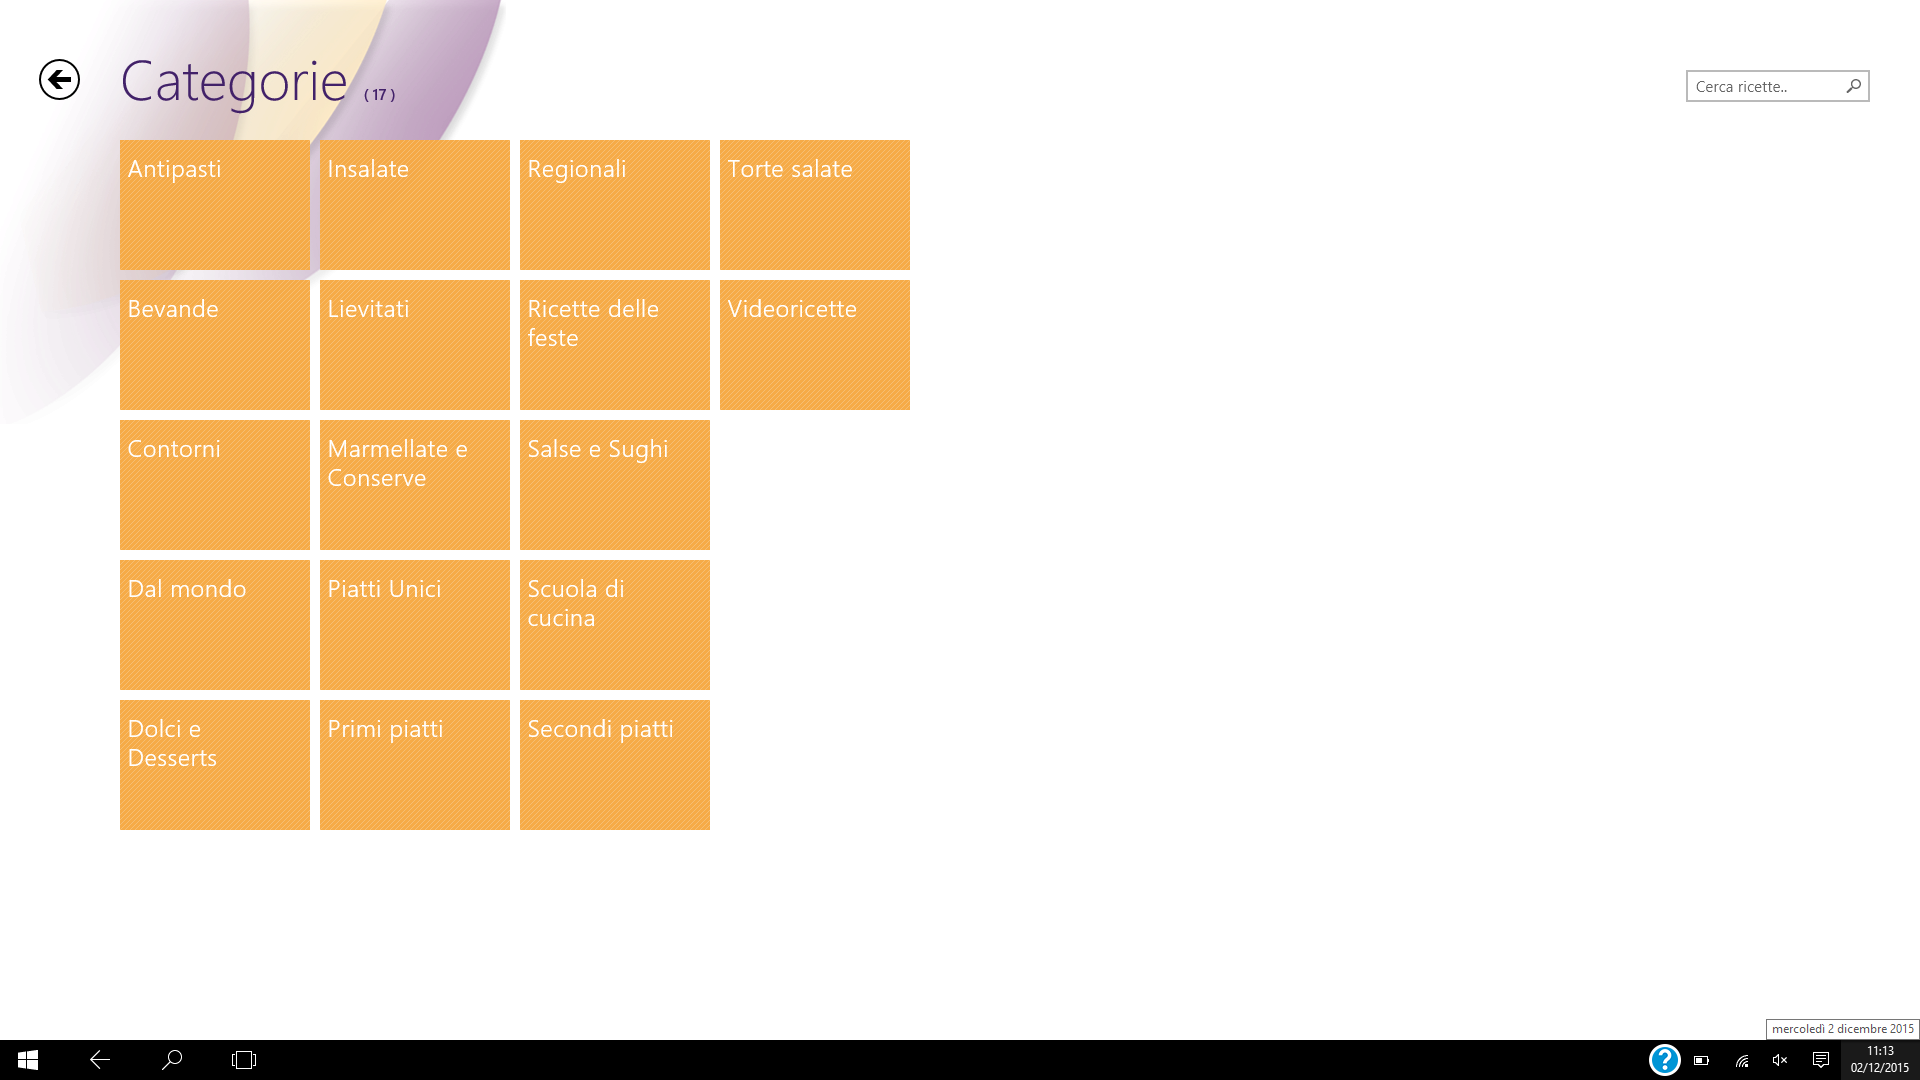 Categorie ( 17 )
Cerca ricette..
Antipasti
Insalate
Regionali
Torte salate
Bevande
Lievitati
Ricette delle
feste
Videoricette
Contorni
Marmellate e
Conserve
Salse e Sughi
Dal mondo
Piatti Unici
Scuola di
cucina
Dolci e
Desserts
Primi piatti
Secondi piatti
mercoledì 2 dicembre 2015
?
11:13
02/12/2015